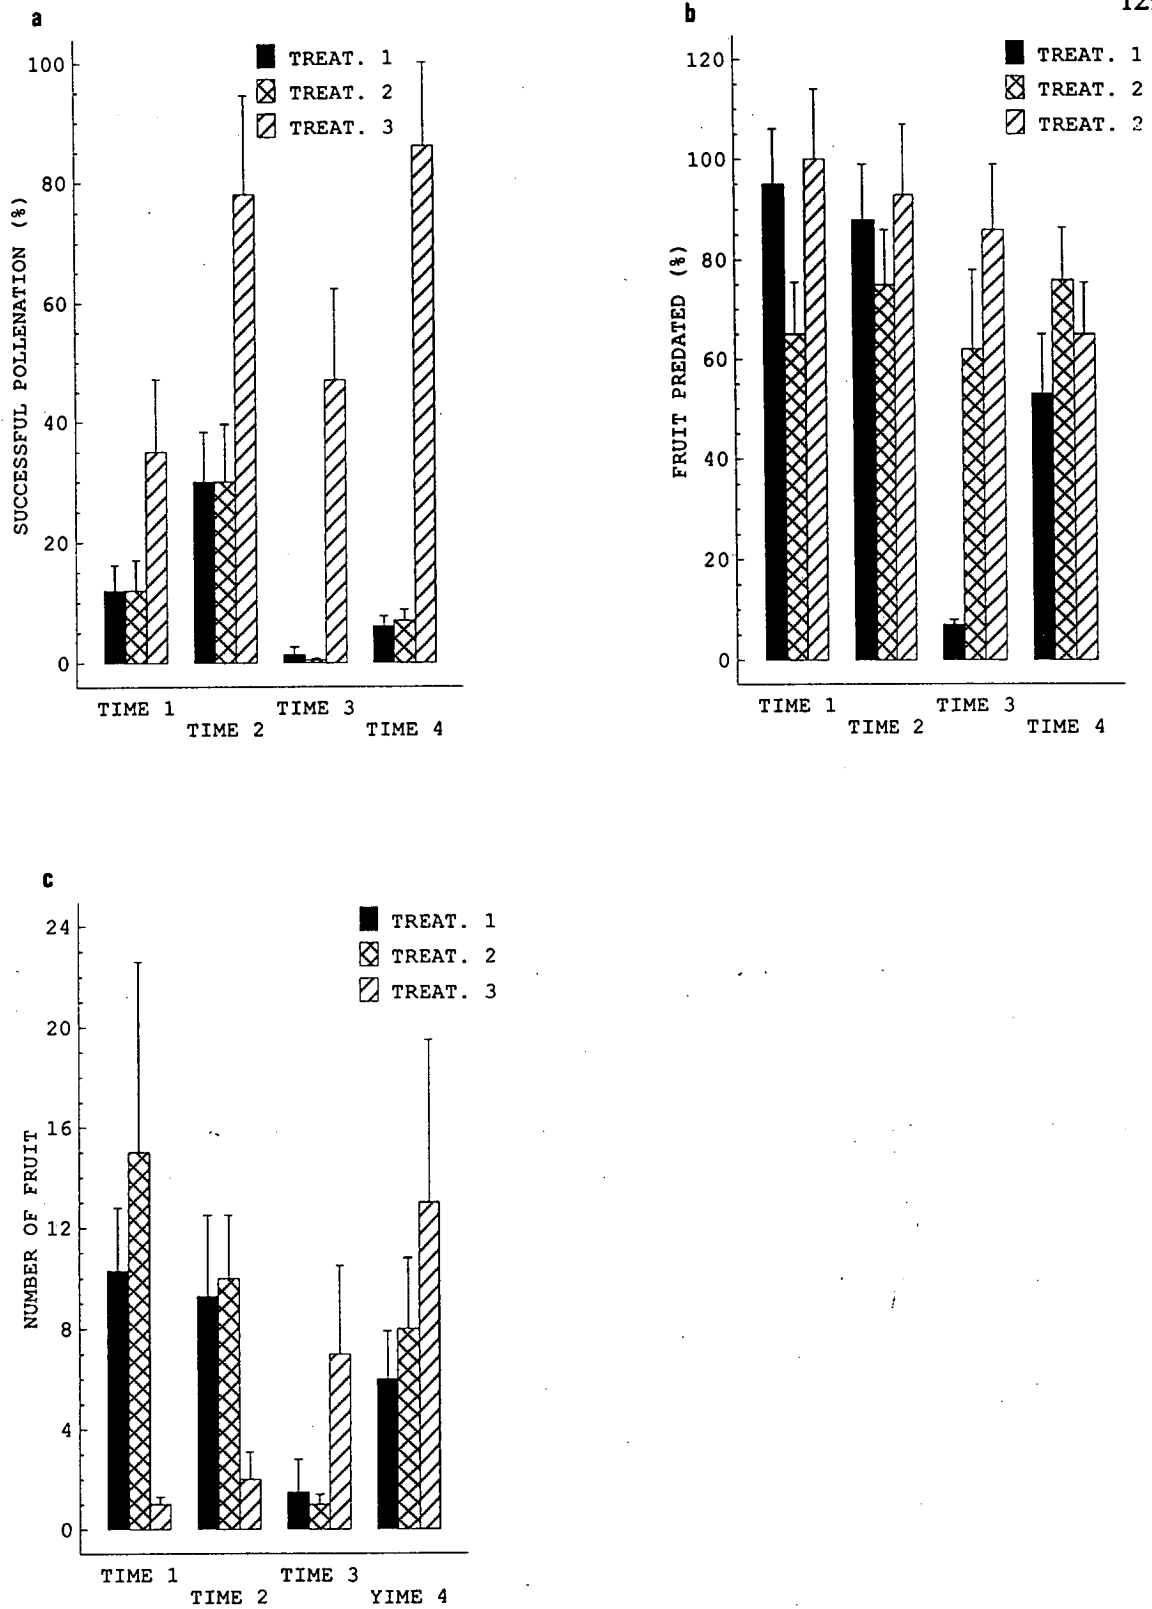 a
SUCCESSFUL POLLENATION (%)
100
80
60
40
20
0
TREAT. 1
TREAT. 2
TREAT. 3
TIME 1
TIME 2
TIME 3
TIME 4
b
FRUIT PREDATED (%)
120
100
80
60
40
20
0
TREAT. 1
TREAT. 2
TREAT. 2
TIME 1
TIME 2
TIME 3
TIME 4
c
NUMBER OF FRUIT
24
20
16
12
8
4
0
TREAT. 1
TREAT. 2
TREAT. 3
TIME 1
TIME 2
TIME 3
YIME 4